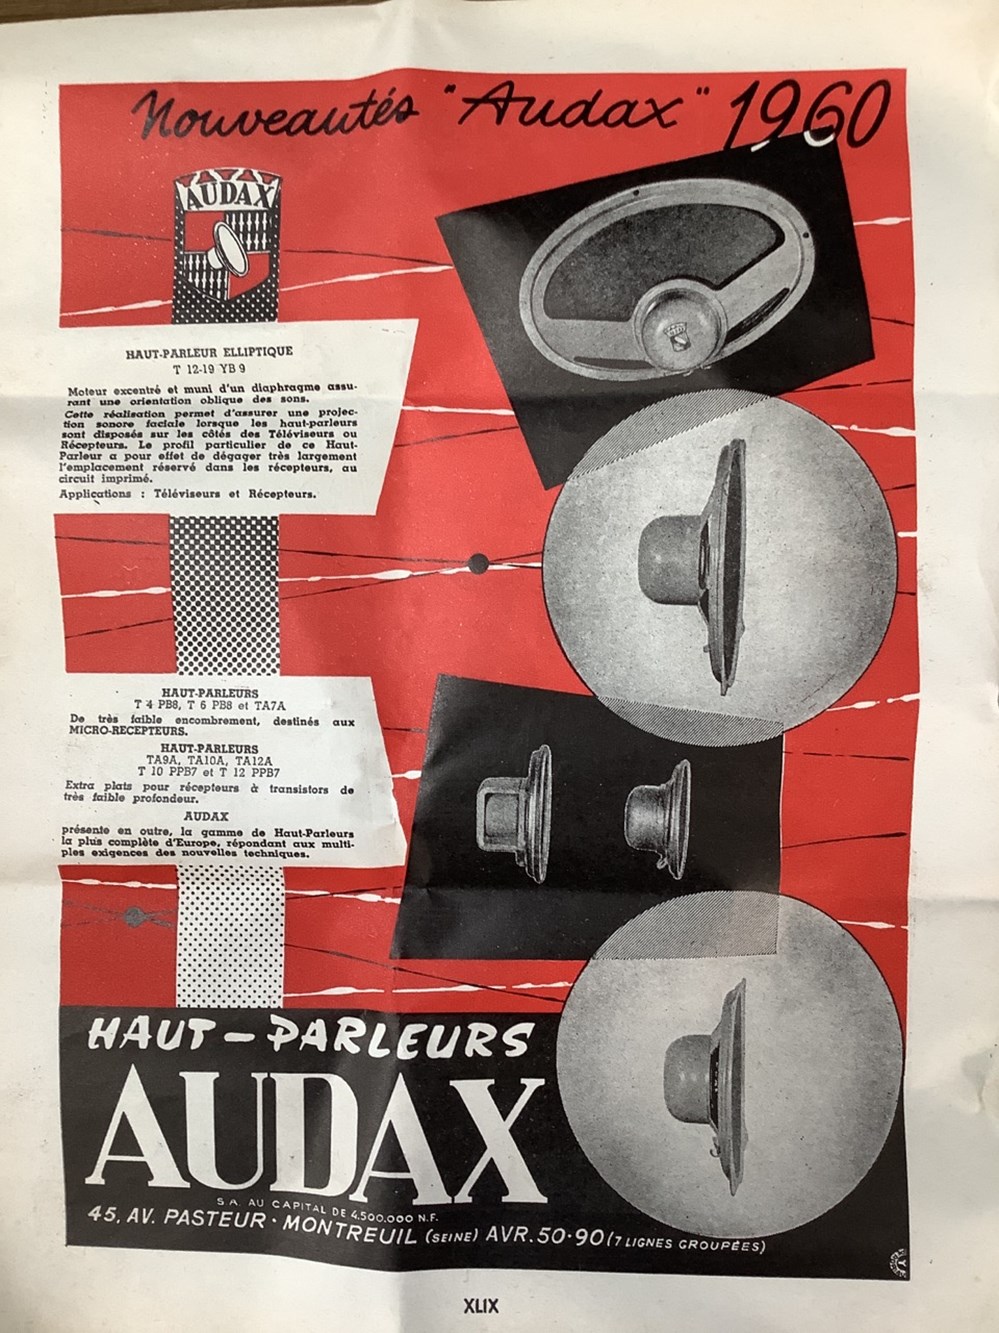 Nouveautés "Audax" 1960
AUDAX
HAUT-PARLEUR ELLIPTIQUE
T 12-19 YB 9
Moteur excentré et muni d'un diaphragme assu-
rant une orientation oblique des sons.
Cette réalisation permet d'assurer une projec-
tion sonore faciale lorsque les haut-parleurs
sont disposés sur les côtés des Téléviseurs ou
Récepteurs. Le profil particulier de ce Haut-
Parleur a pour effet de dégager très largement
l'emplacement réservé dans les récepteurs, au
circuit imprimé.
Applications : Téléviseurs et Récepteurs.
HAUT-PARLEURS
T 4 PB8, T 6 PB8 et TA7A
De très faible encombrement, destinés aux
MICRO-RECEPTEURS.
HAUT-PARLEURS
TA9A, TA10A, TA12A
T 10 PPB7 et T 12 PPB7
Extra plats pour récepteurs à transistors de
très faible profondeur.
AUDAX
présente en outre, la gamme de Haut-Parleurs
la plus complète d'Europe, répondant aux multi-
ples exigences des nouvelles techniques.
HAUT-PARLEURS
AUDAX
S.A. AU CAPITAL DE 4.500.000 N.F.
45, AV. PASTEUR · MONTREUIL (SEINE) AVR. 50-90 (7 LIGNES GROUPÉES)
XLIX